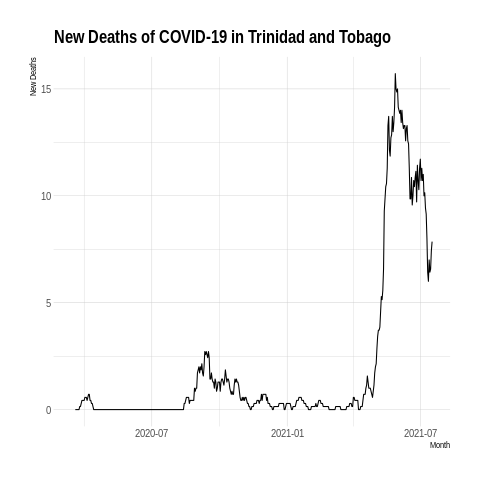 New Deaths of COVID-19 in Trinidad and Tobago
New Deaths
15
10
5
0
2020-07 2021-01 2021-07
Month